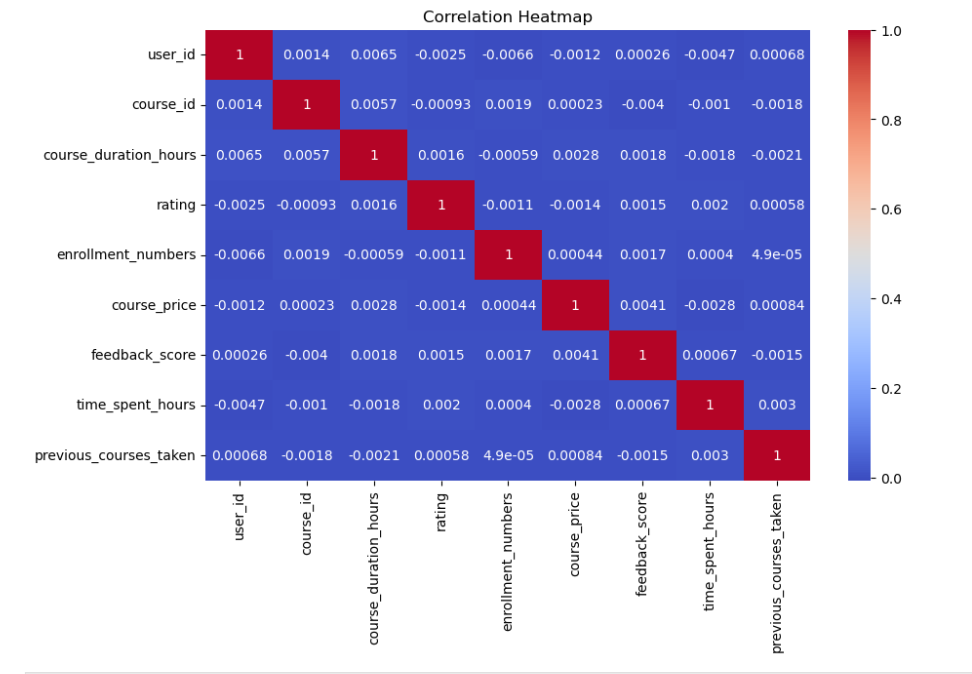 Correlation Heatmap
user_id 1 0.0014 0.0065 -0.0025 -0.0066 -0.0012 0.00026 -0.0047 0.00068
course_id 0.0014 1 0.0057 -0.00093 0.0019 0.00023 -0.004 -0.001 -0.0018
course_duration_hours 0.0065 0.0057 1 0.0016 -0.00059 0.0028 0.0018 -0.0018 -0.0021
rating -0.0025 -0.00093 0.0016 1 -0.0011 -0.0014 0.0015 0.002 0.00058
enrollment_numbers -0.0066 0.0019 -0.00059 -0.0011 1 0.00044 0.0017 0.0004 4.9e-05
course_price -0.0012 0.00023 0.0028 -0.0014 0.00044 1 0.0041 -0.0028 0.00084
feedback_score 0.00026 -0.004 0.0018 0.0015 0.0017 0.0041 1 0.00067 -0.0015
time_spent_hours -0.0047 -0.001 -0.0018 0.002 0.0004 -0.0028 0.00067 1 0.003
previous_courses_taken 0.00068 -0.0018 -0.0021 0.00058 4.9e-05 0.00084 -0.0015 0.003 1
user_id
course_id
course_duration_hours
rating
enrollment_numbers
course_price
feedback_score
time_spent_hours
previous_courses_taken
1.0
0.8
0.6
0.4
0.2
0.0